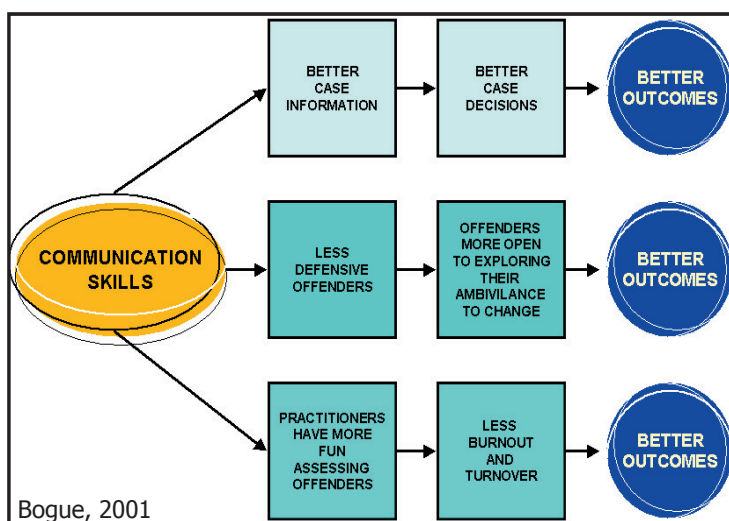 BETTER
CASE
INFORMATION
BETTER
CASE
DECISIONS
BETTER
OUTCOMES
COMMUNICATION
SKILLS
LESS
DEFENSIVE
OFFENDERS
OFFENDERS
MORE OPEN
TO EXPLORING
THEIR
AMBIVILANCE
TO CHANGE
BETTER
OUTCOMES
PRACTITIONERS
HAVE MORE
FUN
ASSESSING
OFFENDERS
LESS
BURNOUT
AND
TURNOVER
BETTER
OUTCOMES
Bogue, 2001